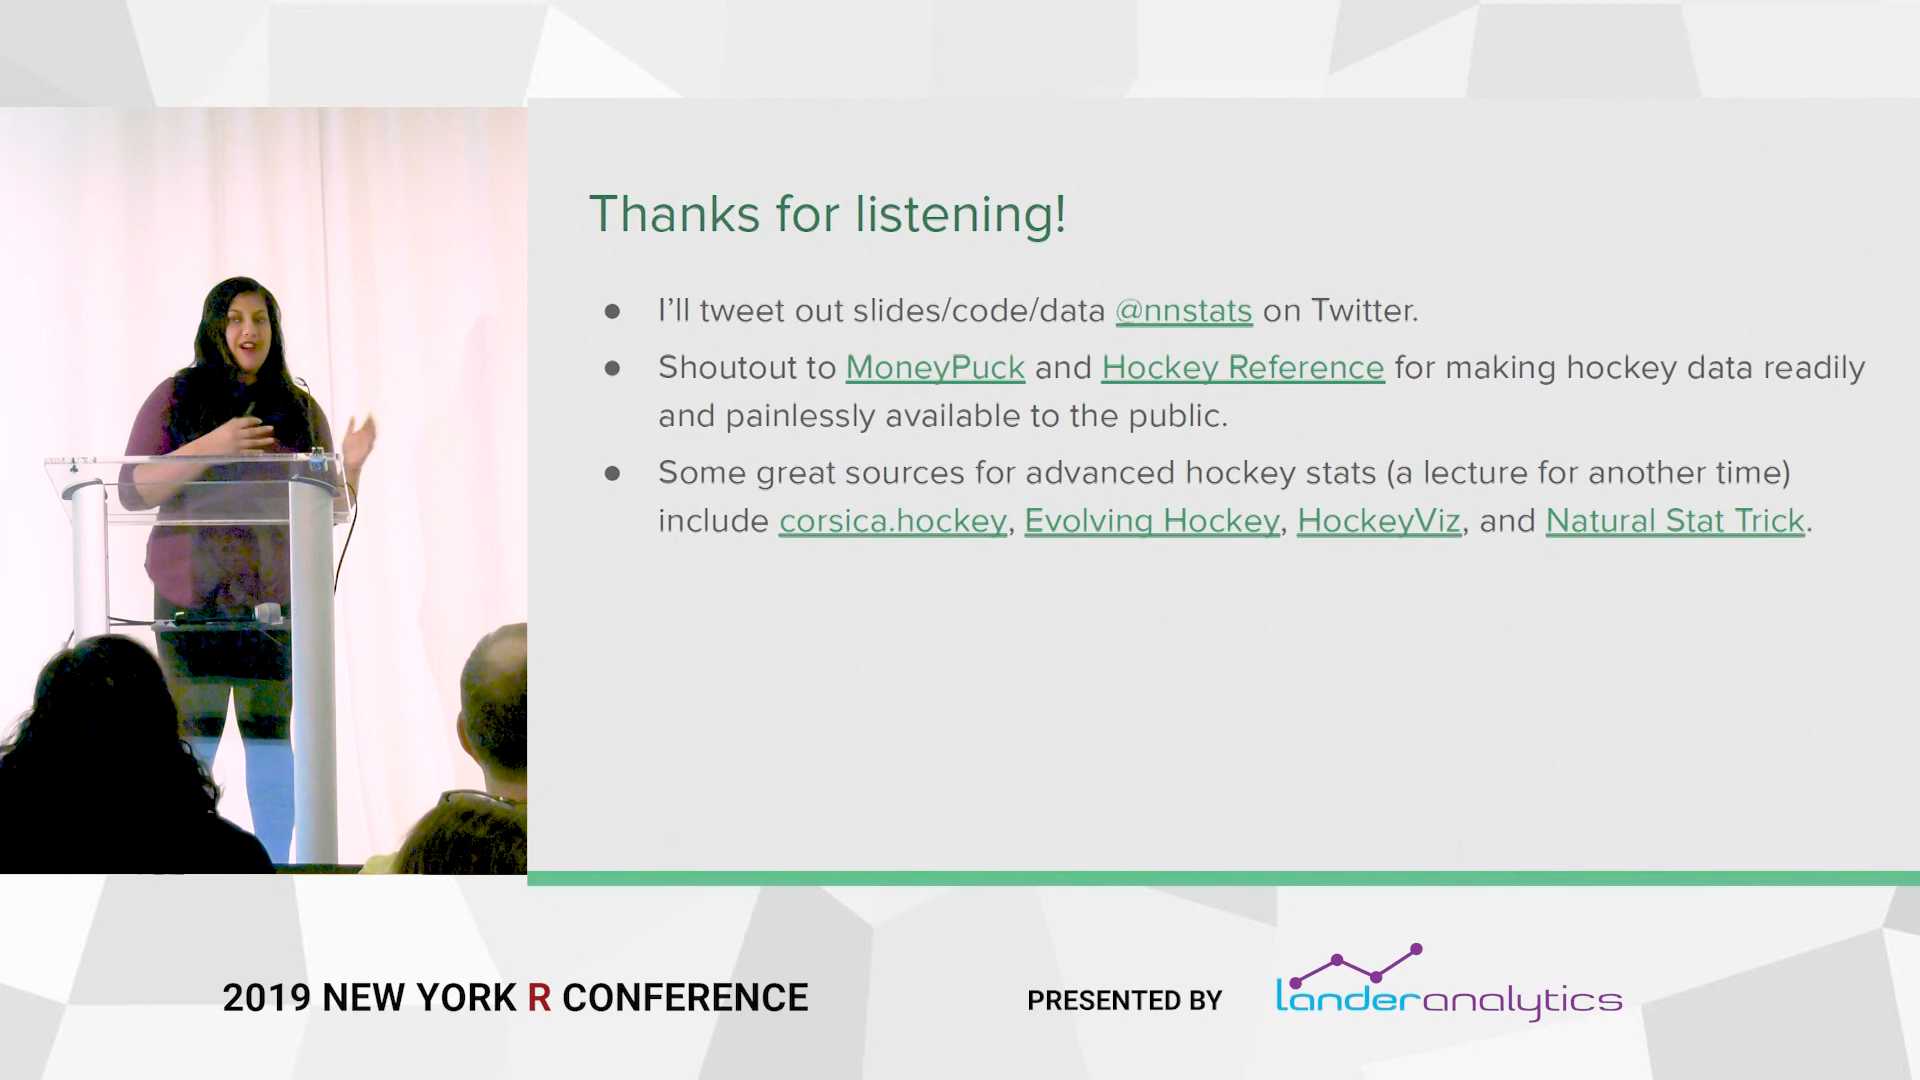 Thanks for listening!
● I'll tweet out slides/code/data @nnstats on Twitter.
● Shoutout to MoneyPuck and Hockey Reference for making hockey data readily
and painlessly available to the public.
● Some great sources for advanced hockey stats (a lecture for another time)
include corsica.hockey, Evolving Hockey, HockeyViz, and Natural Stat Trick.
2019 NEW YORK R CONFERENCE
PRESENTED BY
landeranalytics